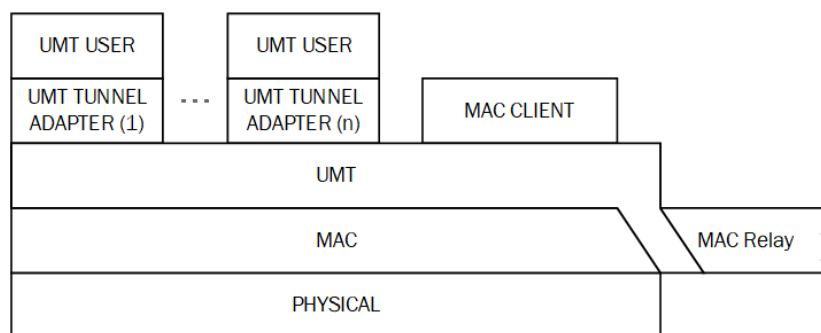 UMT USER
UMT USER
UMT TUNNEL
ADAPTER (1)
...
UMT TUNNEL
ADAPTER (n)
MAC CLIENT
UMT
MAC
MAC Relay
PHYSICAL